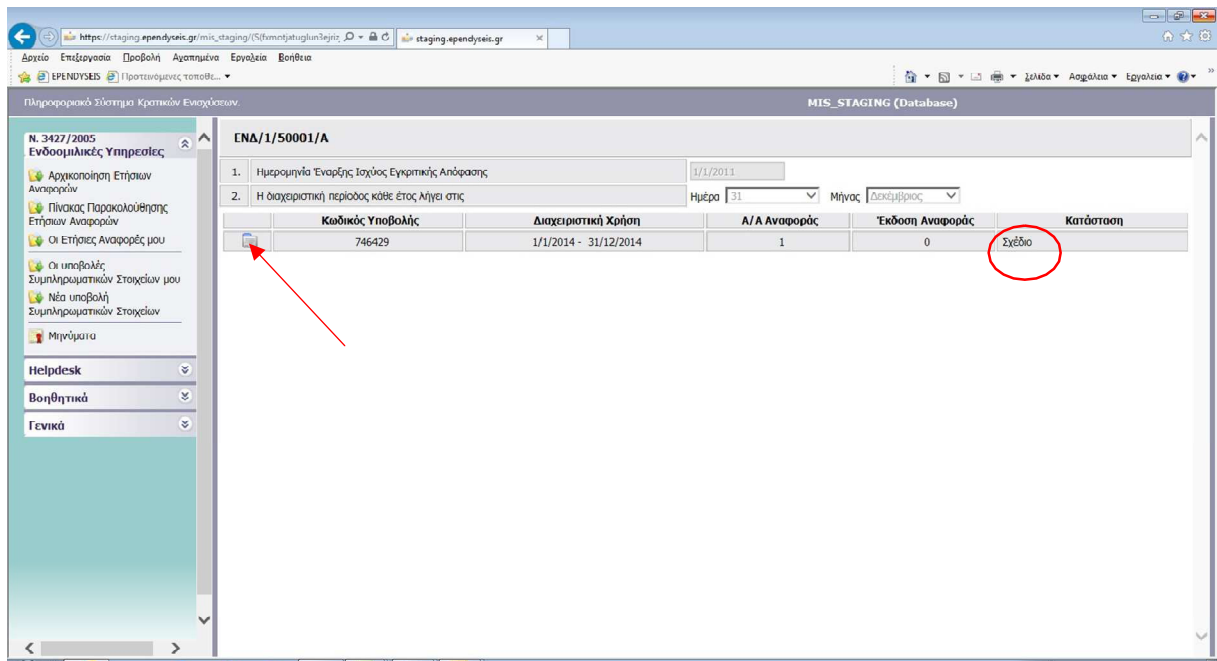 https://staging.ependyseis.gr/mis_staging/(S(fxmotjatuglun3ejriz
staging.ependyseis.gr
Αρχείο Επεξεργασία Προβολή Αγαπημένα Εργαλεία Βοήθεια
EPENDYSEIS Προτεινόμενες τοποθε...
Σελίδα Ασφάλεια Εργαλεία
Πληροφοριακό Σύστημα Κρατικών Ενισχύσεων.
MIS_STAGING (Database)
Ν. 3427/2005
Ενδοομιλικές Υπηρεσίες
Αρχικοποίηση Ετήσιων
Αναφορών
Πίνακας Παρακολούθησης
Ετήσιων Αναφορών
Οι Ετήσιες Αναφορές μου
Οι υποβολές
Συμπληρωματικών Στοιχείων μου
Νέα υποβολή
Συμπληρωματικών Στοιχείων
Μηνύματα
Helpdesk
Βοηθητικά
Γενικά
ΕΝΔ/1/50001/Α
1. Ημερομηνία Έναρξης Ισχύος Εγκριτικής Απόφασης 1/1/2011
2. Η διαχειριστική περίοδος κάθε έτος λήγει στις Ημέρα 31 Μήνας Δεκέμβριος
Κωδικός Υποβολής Διαχειριστική Χρήση Α/Α Αναφοράς Έκδοση Αναφοράς Κατάσταση
746429 1/1/2014 - 31/12/2014 1 0 Σχέδιο